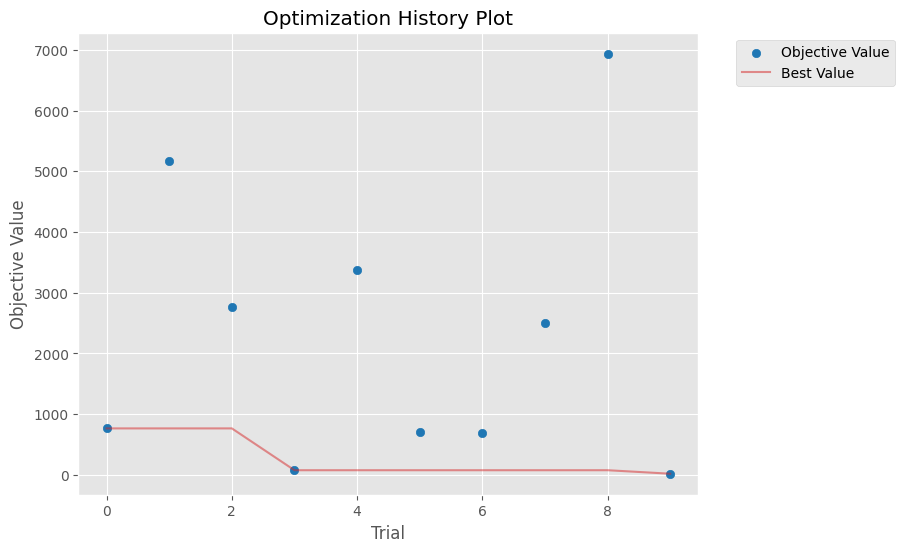 Optimization History Plot
Objective Value
7000
6000
5000
4000
3000
2000
1000
0
0
2
4
6
8
Trial
Objective Value
Best Value